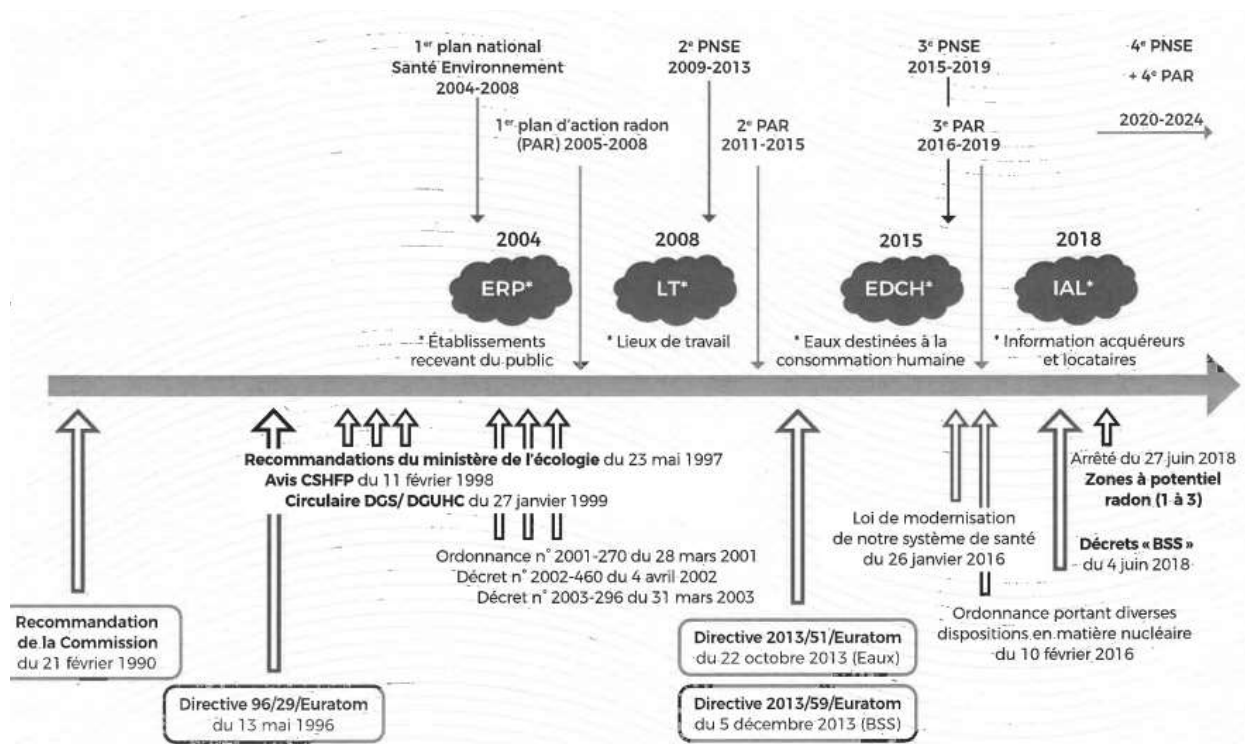 1er plan national
Santé Environnement
2004-2008
2e PNSE
2009-2013
3e PNSE
2015-2019
4e PNSE
+ 4e PAR
2020-2024
1er plan d'action radon
(PAR) 2005-2008
2e PAR
2011-2015
3e PAR
2016-2019
2004
ERP*
* Établissements
recevant du public
2008
LT*
* Lieux de travail
2015
EDCH*
* Eaux destinées à la
consommation humaine
2018
IAL*
* Information acquéreurs
et locataires
Recommandations du ministère de l'écologie du 23 mai 1997
Avis CSHFP du 11 février 1998
Circulaire DGS/ DGUHC du 27 janvier 1999
Ordonnance n° 2001-270 du 28 mars 2001
Décret n° 2002-460 du 4 avril 2002
Décret n° 2003-296 du 31 mars 2003
Loi de modernisation
de notre système de santé
du 26 janvier 2016
Arrêté du 27 juin 2018
Zones à potentiel
radon (1 à 3)
Décrets « BSS »
du 4 juin 2018
Ordonnance portant diverses
dispositions en matière nucléaire
du 10 février 2016
Recommandation
de la Commission
du 21 février 1990
Directive 96/29/Euratom
du 13 mai 1996
Directive 2013/51/Euratom
du 22 octobre 2013 (Eaux)
Directive 2013/59/Euratom
du 5 décembre 2013 (BSS)